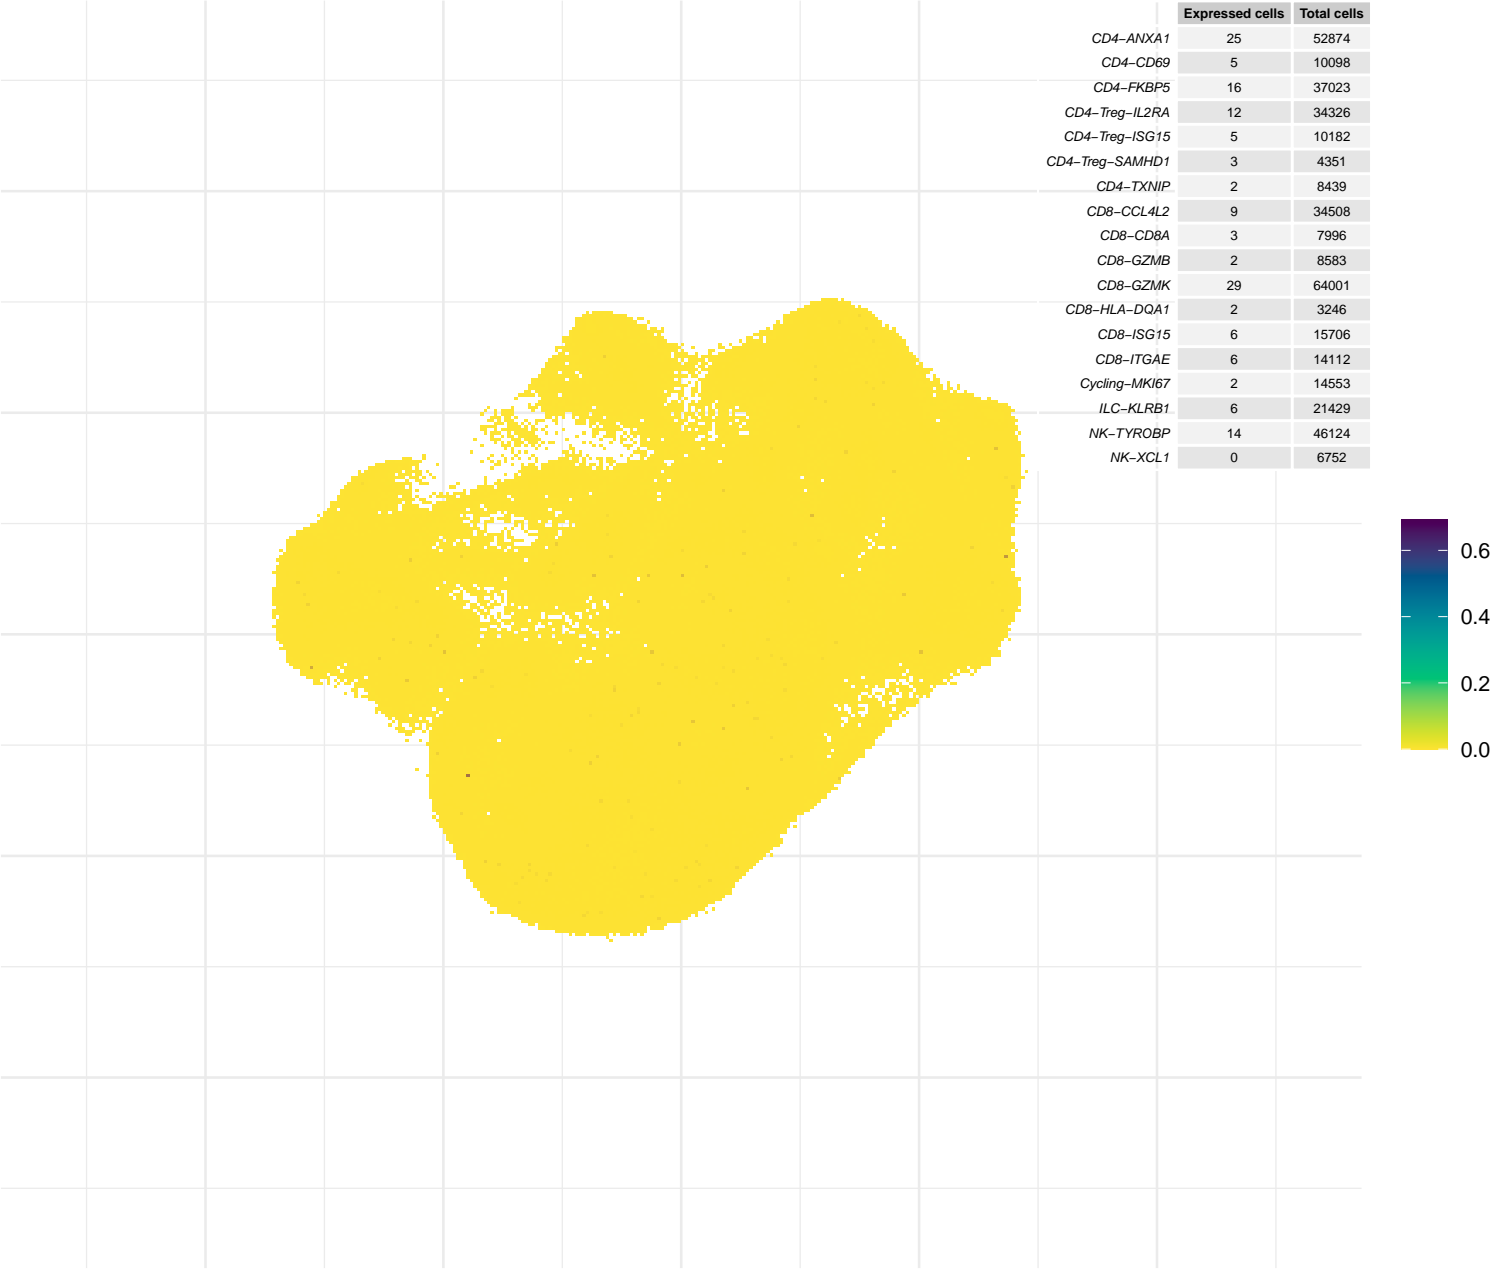 Expressed cells Total cells
CD4−ANXA1 25 52874
CD4−CD69 5 10098
CD4−FKBP5 16 37023
CD4−Treg−IL2RA 12 34326
CD4−Treg−ISG15 5 10182
CD4−Treg−SAMHD1 3 4351
CD4−TXNIP 2 8439
CD8−CCL4L2 9 34508
CD8−CD8A 3 7996
CD8−GZMB 2 8583
CD8−GZMK 29 64001
CD8−HLA−DQA1 2 3246
CD8−ISG15 6 15706
CD8−ITGAE 6 14112
Cycling−MKI67 2 14553
ILC−KLRB1 6 21429
NK−TYROBP 14 46124
NK−XCL1 0 6752
0.6
0.4
0.2
0.0